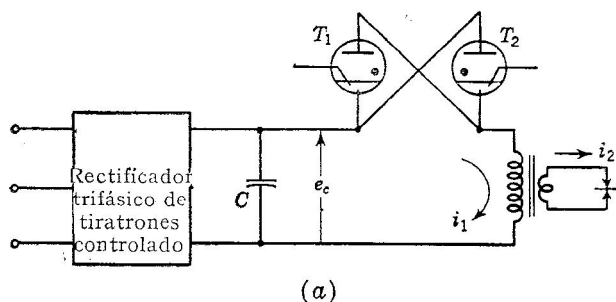 T1
T2
Rectificador
trifásico de
tiratrones
controlado
C
ec
i1
i2
(a)